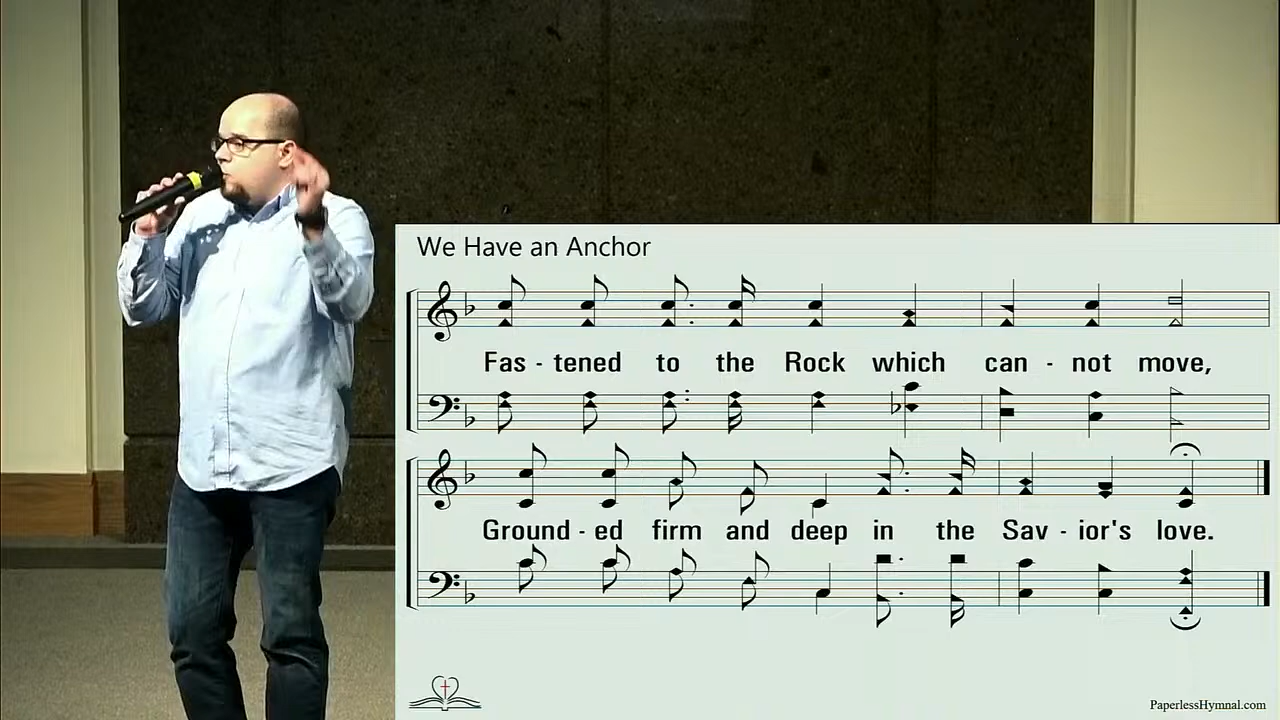 We Have an Anchor
Fas - tened to the Rock which can - not move,
Ground - ed firm and deep in the Sav - ior's love.
PaperlessHymnal.com